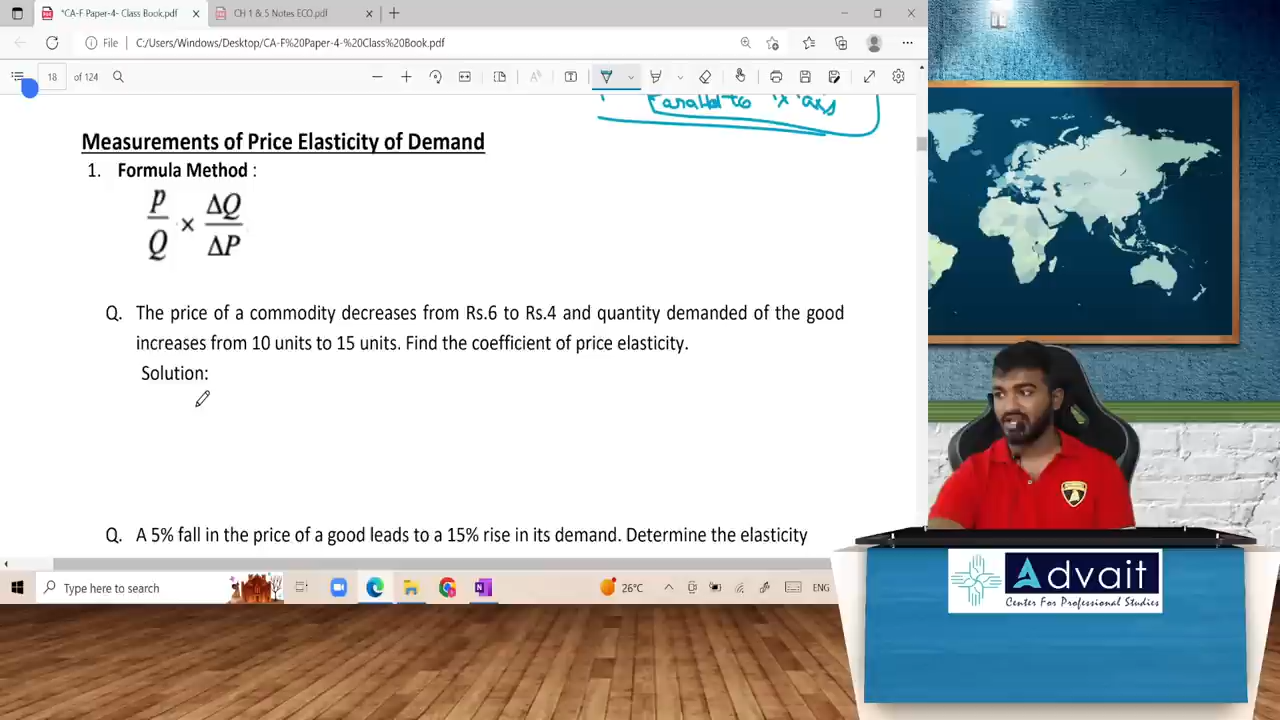 *CA-F Paper-4- Class Book.pdf
CH 1 & 5 Notes ECO.pdf
File
C:/Users/Windows/Desktop/CA-F%20Paper-4-%20Class%20Book.pdf
18 of 124
Parallel to 'X' axis
Measurements of Price Elasticity of Demand
1. Formula Method :
P/Q × ΔQ/ΔP
Q. The price of a commodity decreases from Rs.6 to Rs.4 and quantity demanded of the good
increases from 10 units to 15 units. Find the coefficient of price elasticity.
Solution:
Q. A 5% fall in the price of a good leads to a 15% rise in its demand. Determine the elasticity
Type here to search
26°C
ENG
Advait
Center For Professional Studies